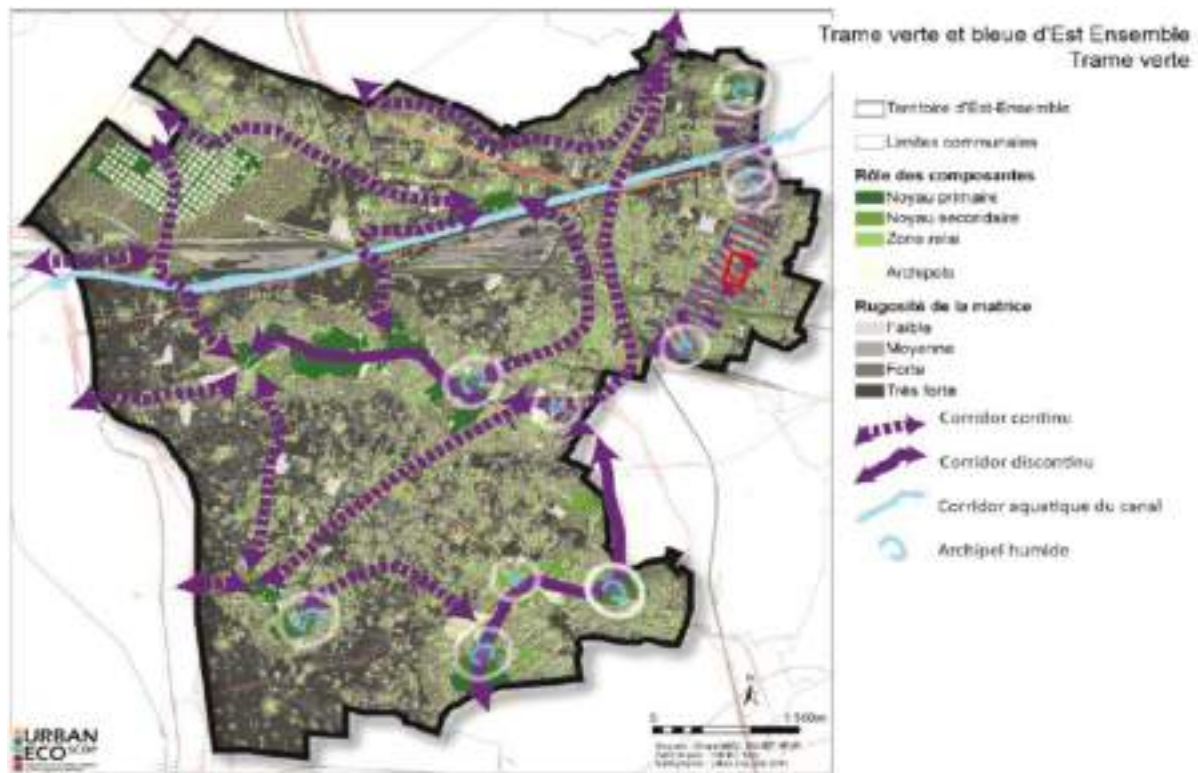 Trame verte et bleue d'Est Ensemble
Trame verte
Territoire d'Est-Ensemble
Limites communales
Rôle des composantes
Noyau primaire
Noyau secondaire
Zone relai
Archipels
Rugosité de la matrice
Faible
Moyenne
Forte
Très forte
Corridor continu
Corridor discontinu
Corridor aquatique du canal
Archipel humide
N
0
URBAN
ECO SCOP